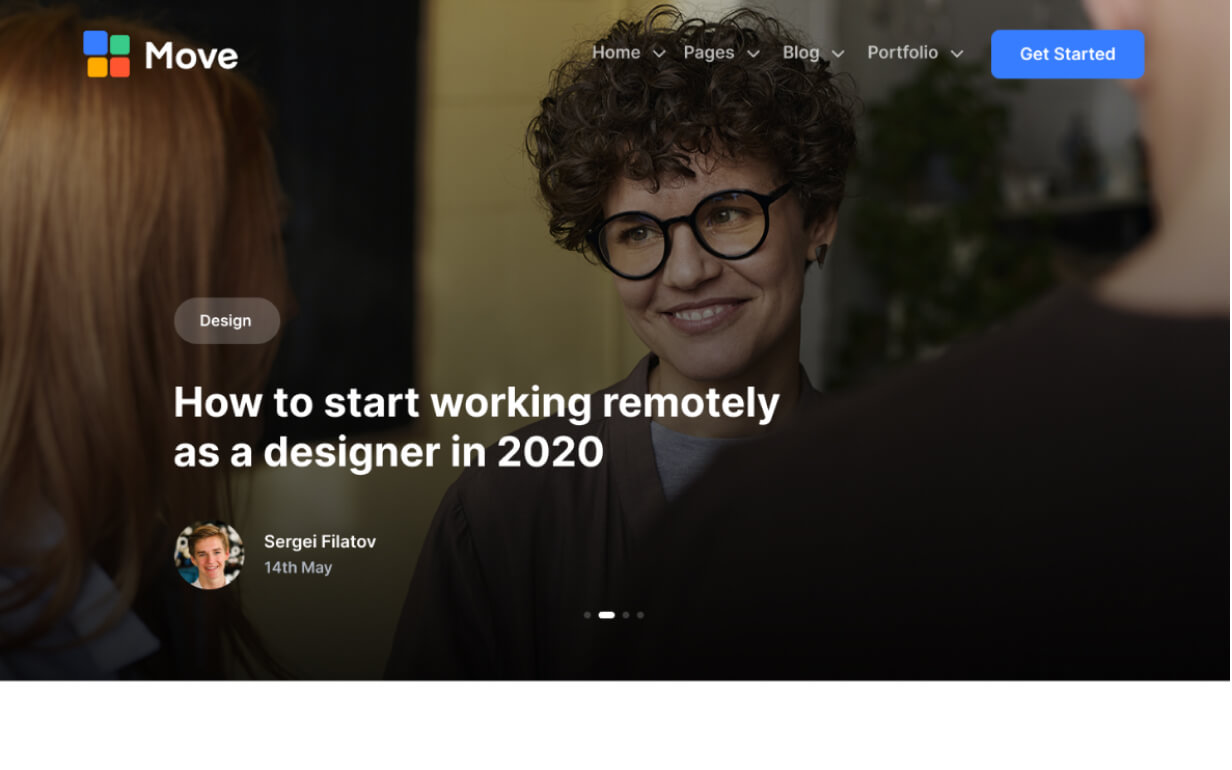 Move
Home Pages Blog Portfolio Get Started
Design
How to start working remotely
as a designer in 2020
Sergei Filatov
14th May